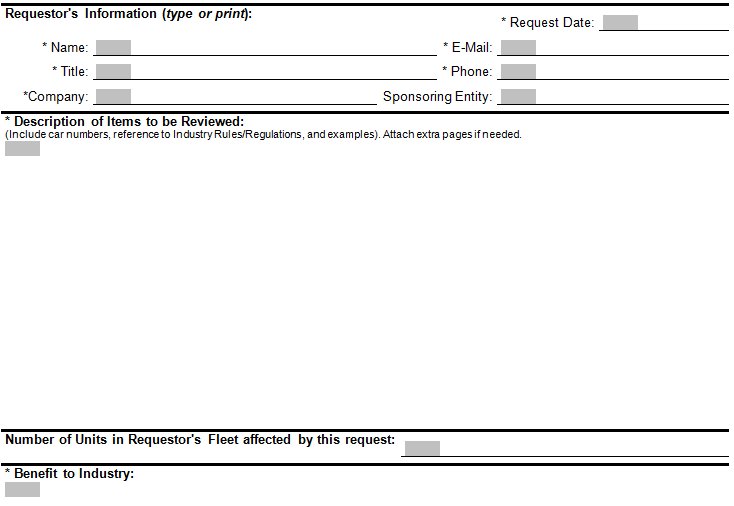 Requestor's Information (type or print):
* Request Date:
* Name: * E-Mail:
* Title: * Phone:
*Company: Sponsoring Entity:
* Description of Items to be Reviewed:
(Include car numbers, reference to Industry Rules/Regulations, and examples). Attach extra pages if needed.
Number of Units in Requestor's Fleet affected by this request:
* Benefit to Industry: